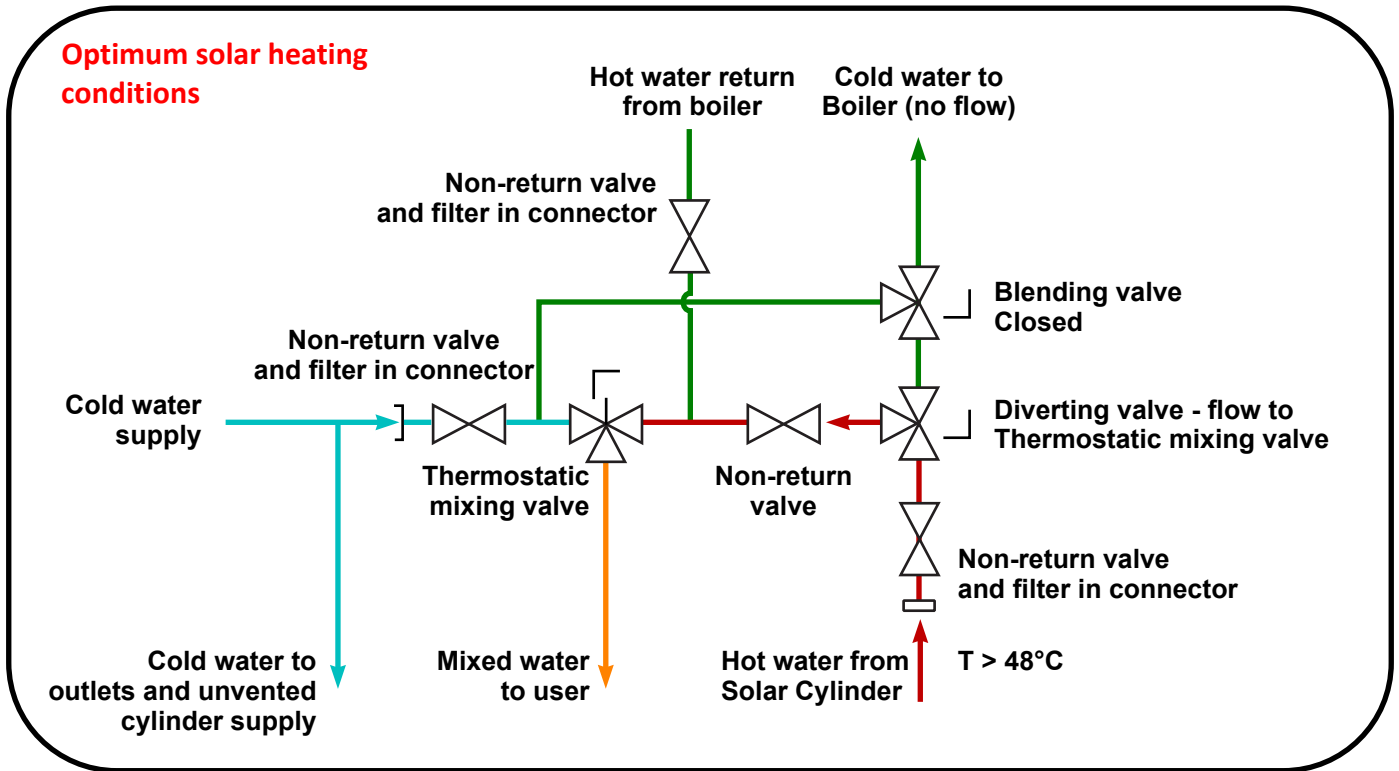 Optimum solar heating
conditions
Hot water return
from boiler
Cold water to
Boiler (no flow)
Non-return valve
and filter in connector
Blending valve
Closed
Non-return valve
and filter in connector
Cold water
supply
Diverting valve - flow to
Thermostatic mixing valve
Thermostatic
mixing valve
Non-return
valve
Non-return valve
and filter in connector
Cold water to
outlets and unvented
cylinder supply
Mixed water
to user
Hot water from
Solar Cylinder
T > 48°C